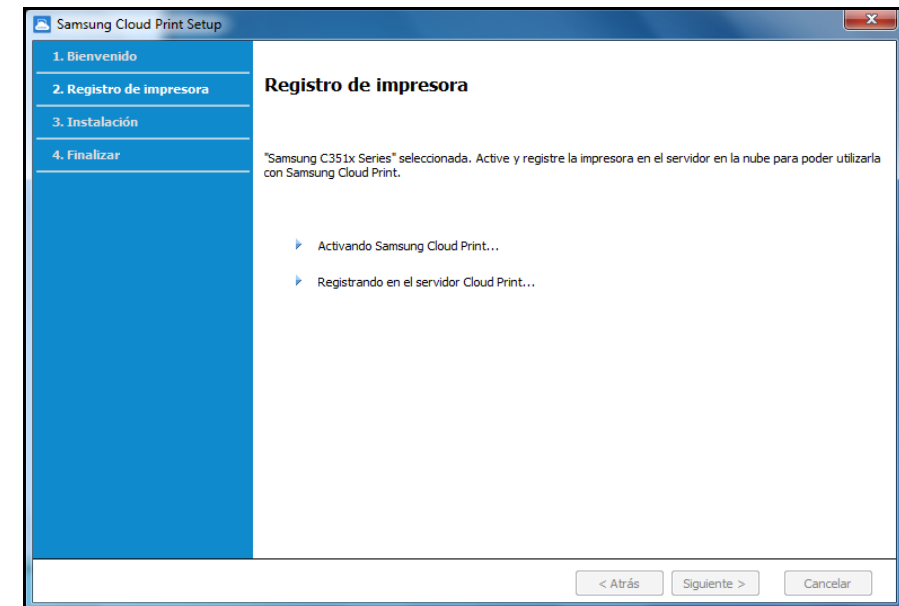 Samsung Cloud Print Setup
1. Bienvenido
2. Registro de impresora
3. Instalación
4. Finalizar
Registro de impresora
"Samsung C351x Series" seleccionada. Active y registre la impresora en el servidor en la nube para poder utilizarla
con Samsung Cloud Print.
Activando Samsung Cloud Print...
Registrando en el servidor Cloud Print...
< Atrás
Siguiente >
Cancelar